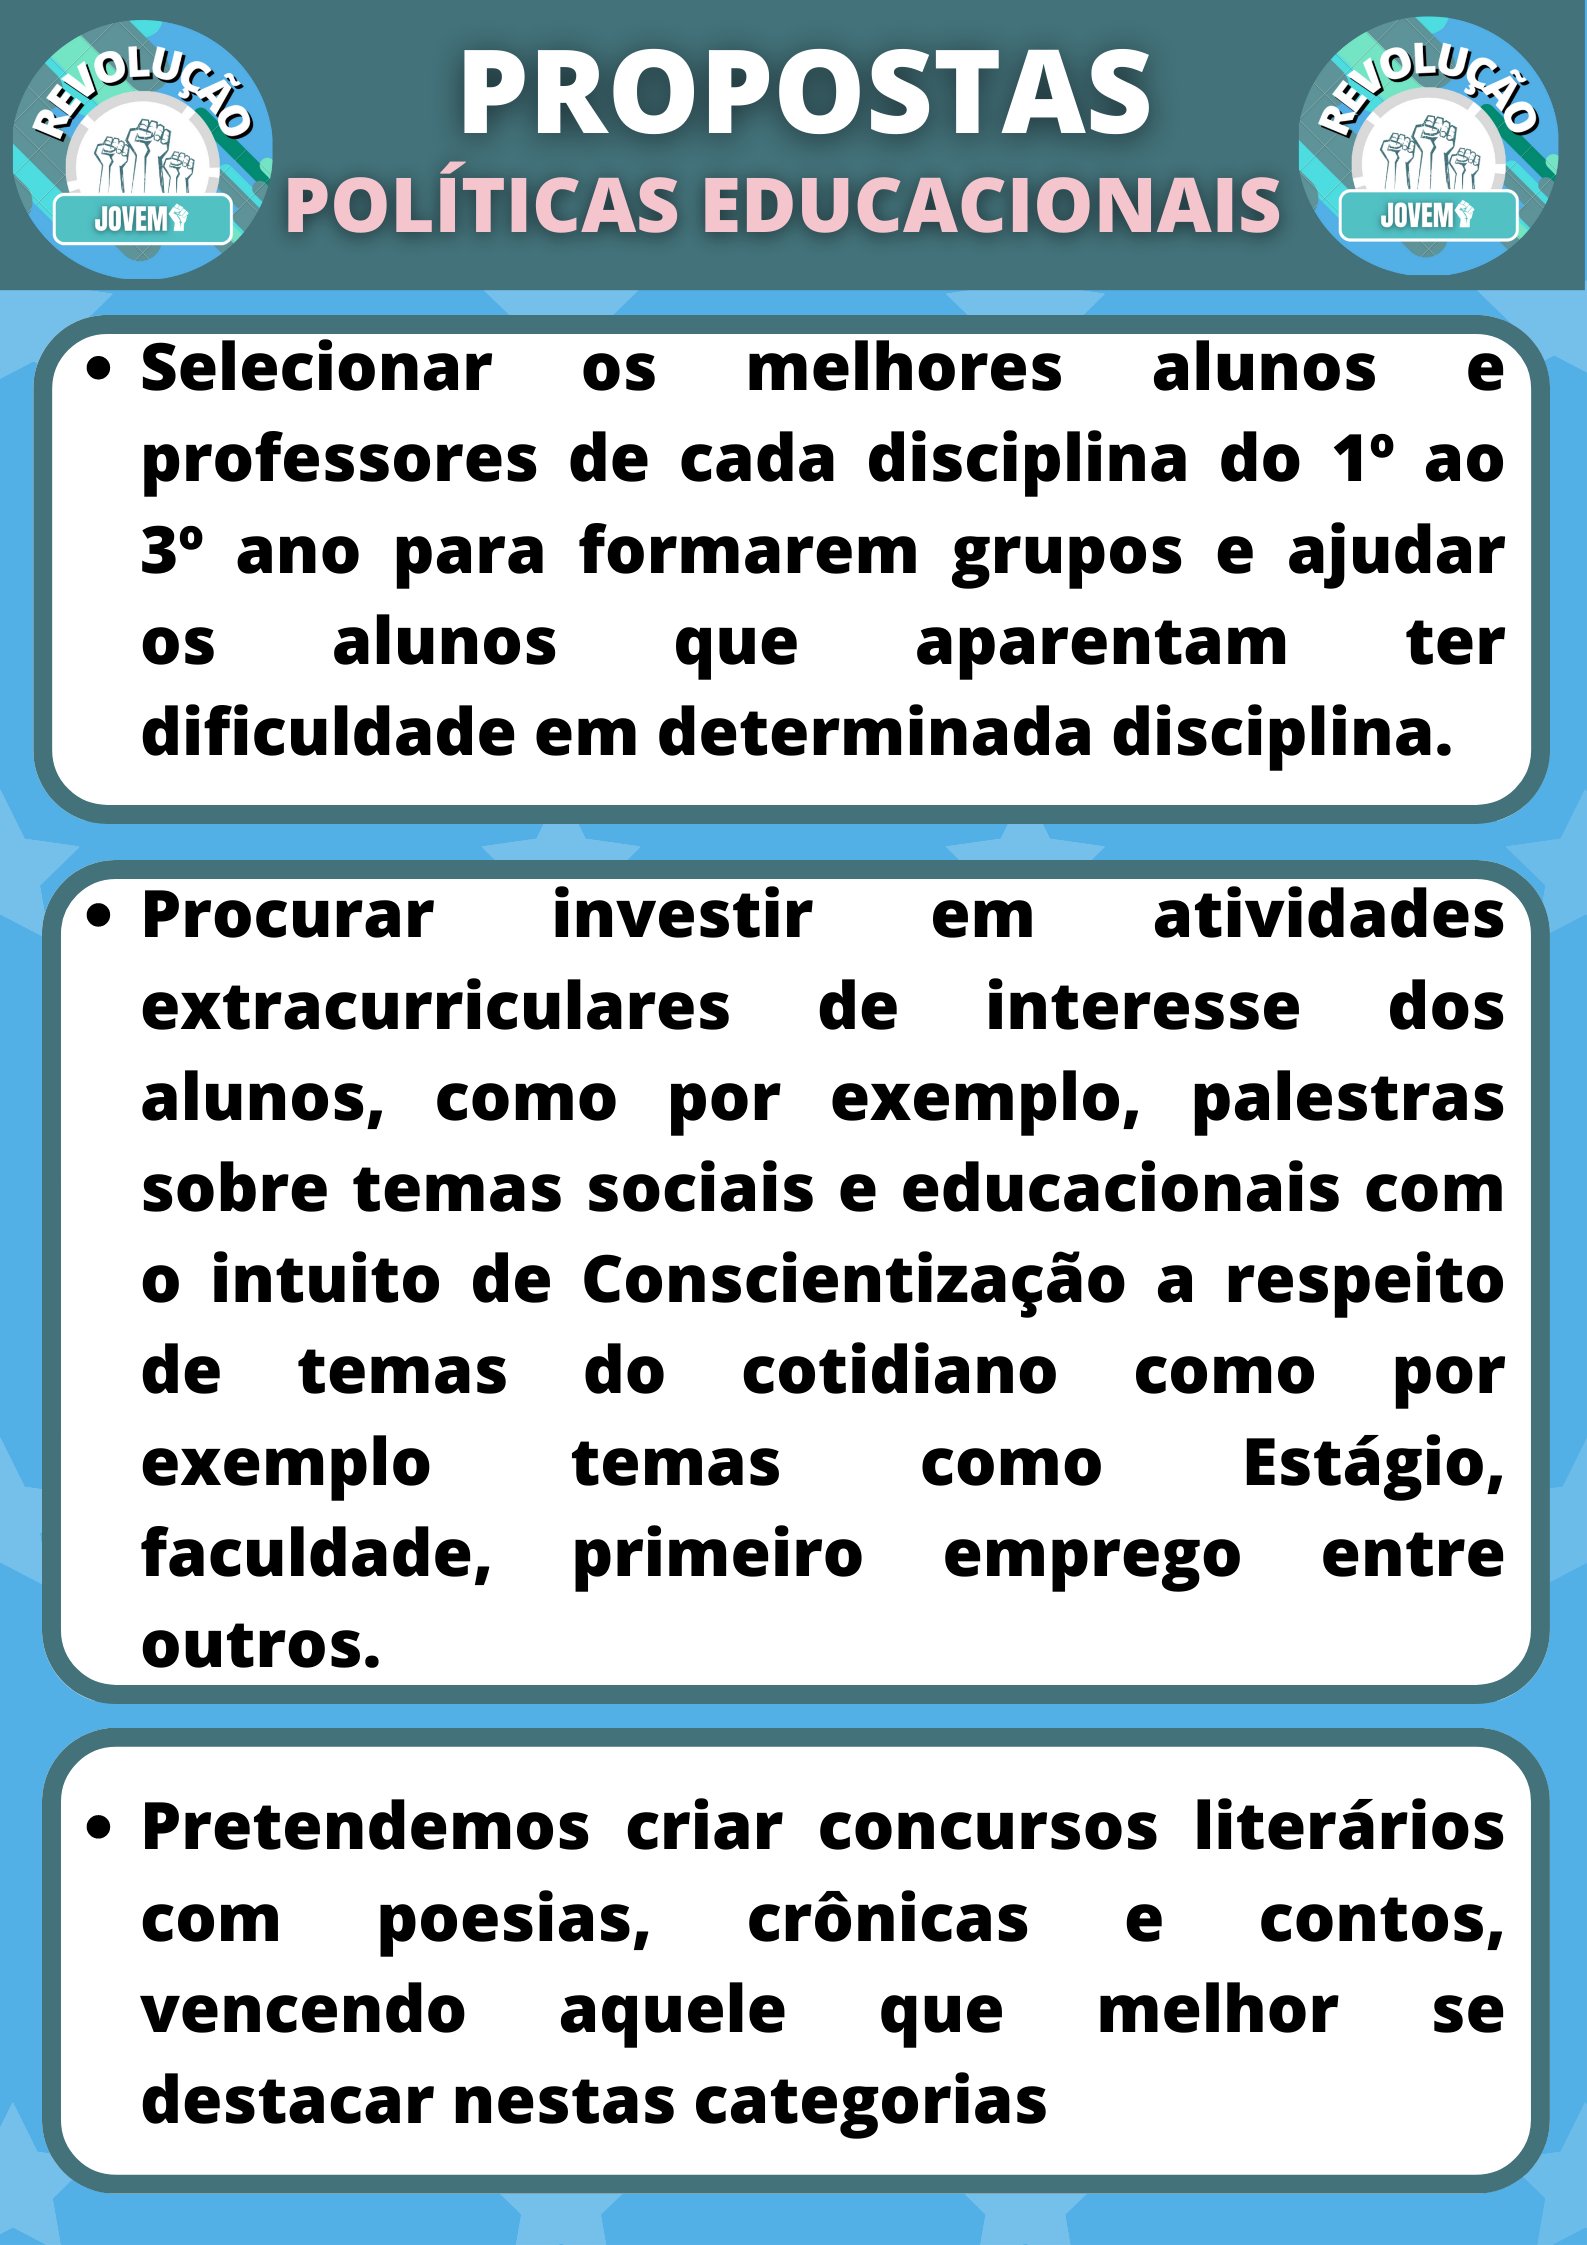 REVOLUÇÃO
JOVEM
PROPOSTAS
POLÍTICAS EDUCACIONAIS
REVOLUÇÃO
JOVEM
• Selecionar os melhores alunos e
professores de cada disciplina do 1º ao
3º ano para formarem grupos e ajudar
os alunos que aparentam ter
dificuldade em determinada disciplina.
• Procurar investir em atividades
extracurriculares de interesse dos
alunos, como por exemplo, palestras
sobre temas sociais e educacionais com
o intuito de Conscientização a respeito
de temas do cotidiano como por
exemplo temas como Estágio,
faculdade, primeiro emprego entre
outros.
• Pretendemos criar concursos literários
com poesias, crônicas e contos,
vencendo aquele que melhor se
destacar nestas categorias